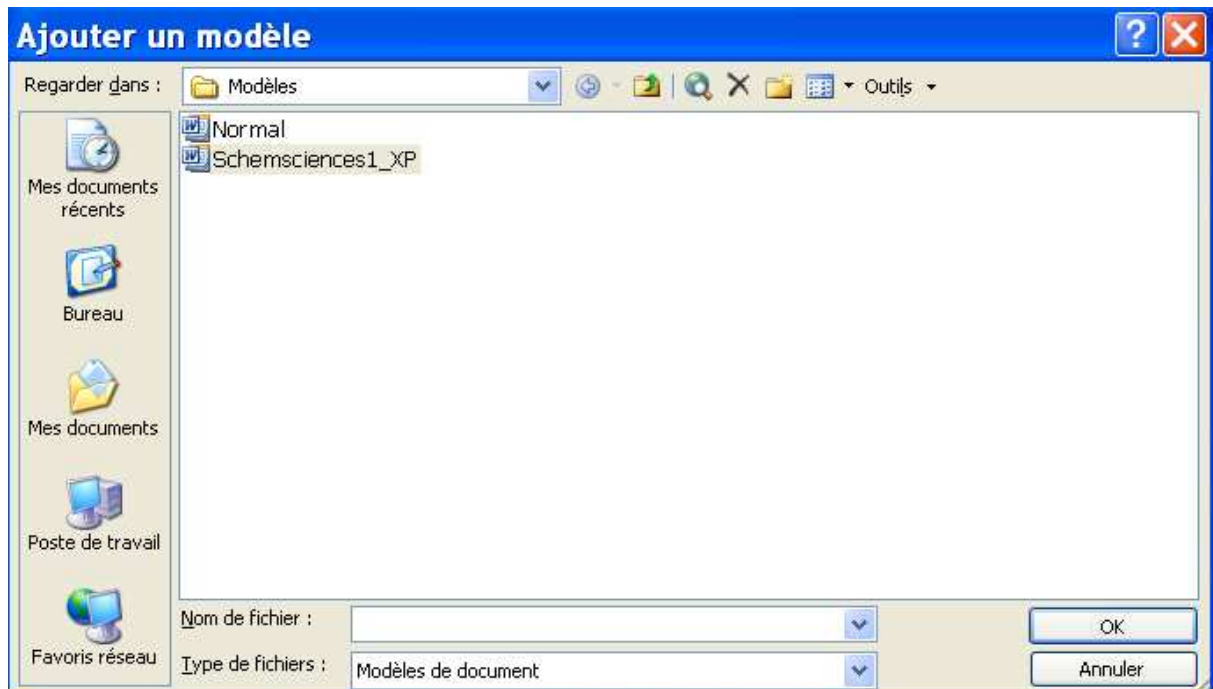 Ajouter un modèle
Regarder dans :
Modèles
Outils
Normal
Schemsciences1_XP
Mes documents
récents
Bureau
Mes documents
Poste de travail
Favoris réseau
Nom de fichier :
OK
Type de fichiers :
Modèles de document
Annuler